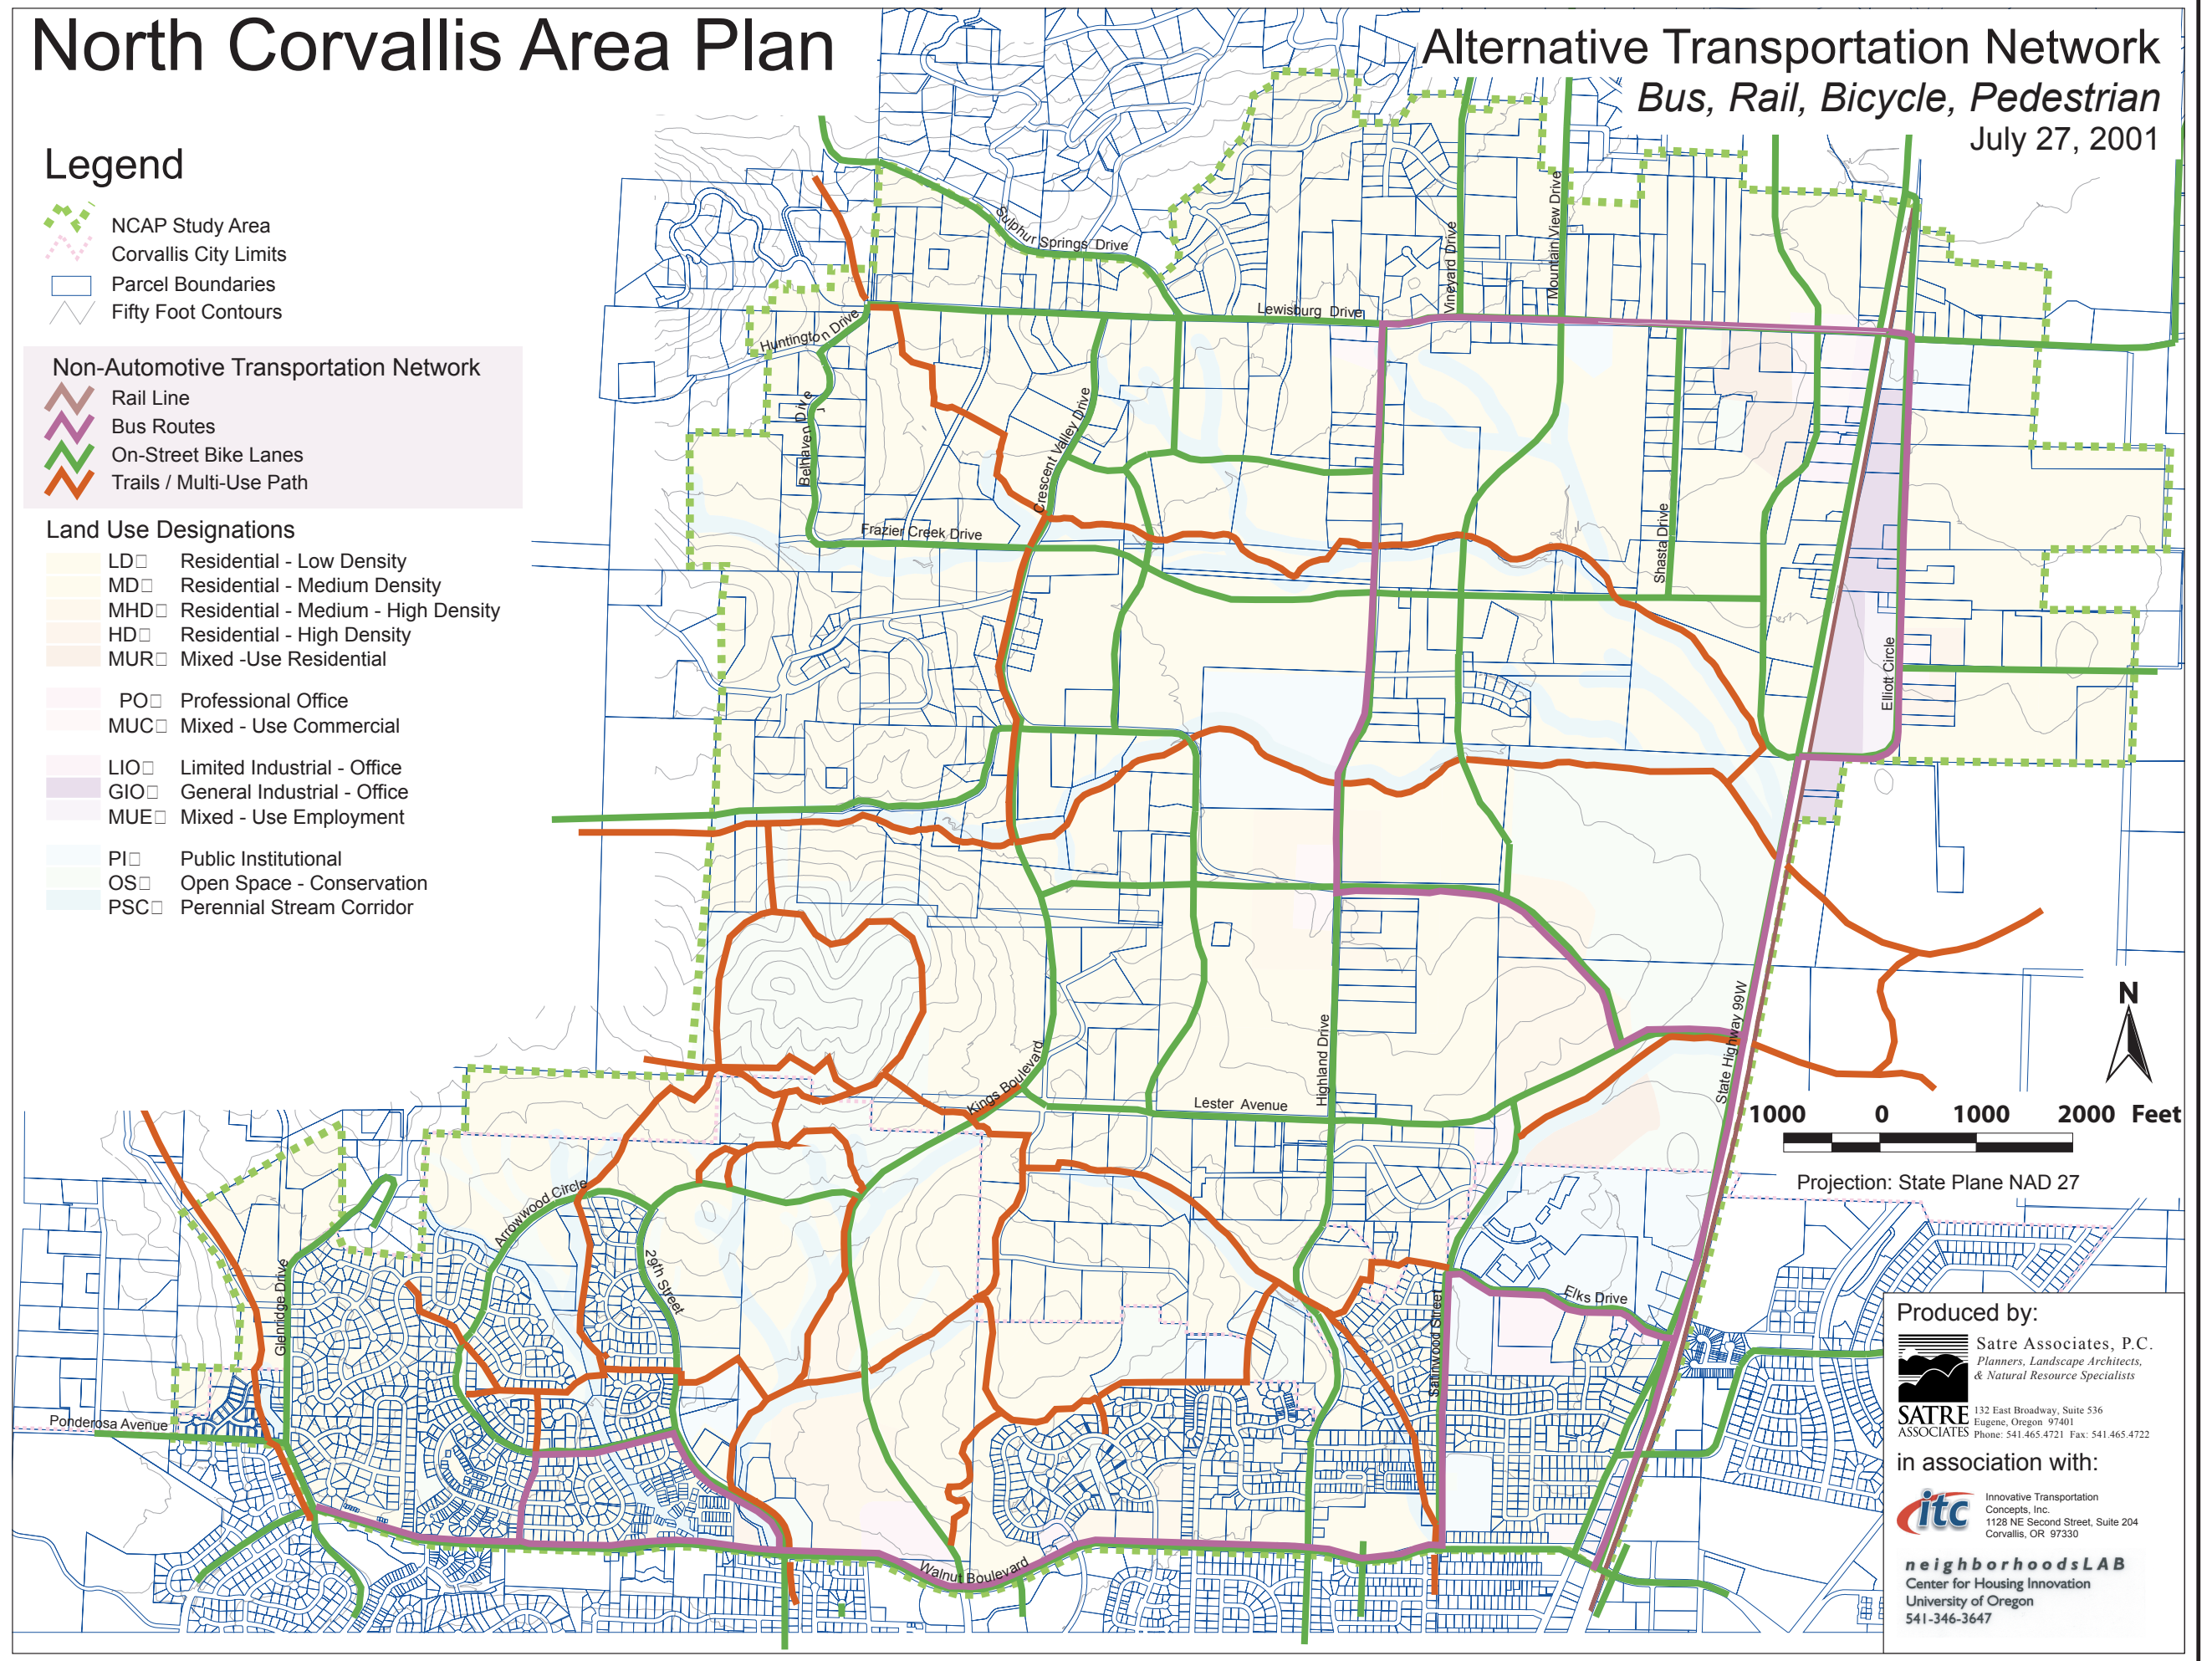 North Corvallis Area Plan
Alternative Transportation Network
Bus, Rail, Bicycle, Pedestrian
July 27, 2001
Legend
NCAP Study Area
Corvallis City Limits
Parcel Boundaries
Fifty Foot Contours
Non-Automotive Transportation Network
Rail Line
Bus Routes
On-Street Bike Lanes
Trails / Multi-Use Path
Land Use Designations
LD□ Residential - Low Density
MD□ Residential - Medium Density
MHD□ Residential - Medium - High Density
HD□ Residential - High Density
MUR□ Mixed -Use Residential
PO□ Professional Office
MUC□ Mixed - Use Commercial
LIO□ Limited Industrial - Office
GIO□ General Industrial - Office
MUE□ Mixed - Use Employment
PI□ Public Institutional
OS□ Open Space - Conservation
PSC□ Perennial Stream Corridor
Sulphur Springs Drive
Vineyard Drive
Mountain View Drive
Lewisburg Drive
Huntington Drive
Belhaven Drive
Crescent Valley Drive
Frazier Creek Drive
Shasta Drive
Elliott Circle
State Highway 99W
Highland Drive
Kings Boulevard
Lester Avenue
Arrowwood Circle
29th Street
Glenridge Drive
Elks Drive
Satinwood Street
Ponderosa Avenue
Walnut Boulevard
N
1000 0 1000 2000 Feet
Projection: State Plane NAD 27
Produced by:
Satre Associates, P.C.
Planners, Landscape Architects,
& Natural Resource Specialists
SATRE
ASSOCIATES
132 East Broadway, Suite 536
Eugene, Oregon 97401
Phone: 541.465.4721 Fax: 541.465.4722
in association with:
itc
Innovative Transportation
Concepts, Inc.
1128 NE Second Street, Suite 204
Corvallis, OR 97330
neighborhoodsLAB
Center for Housing Innovation
University of Oregon
541-346-3647